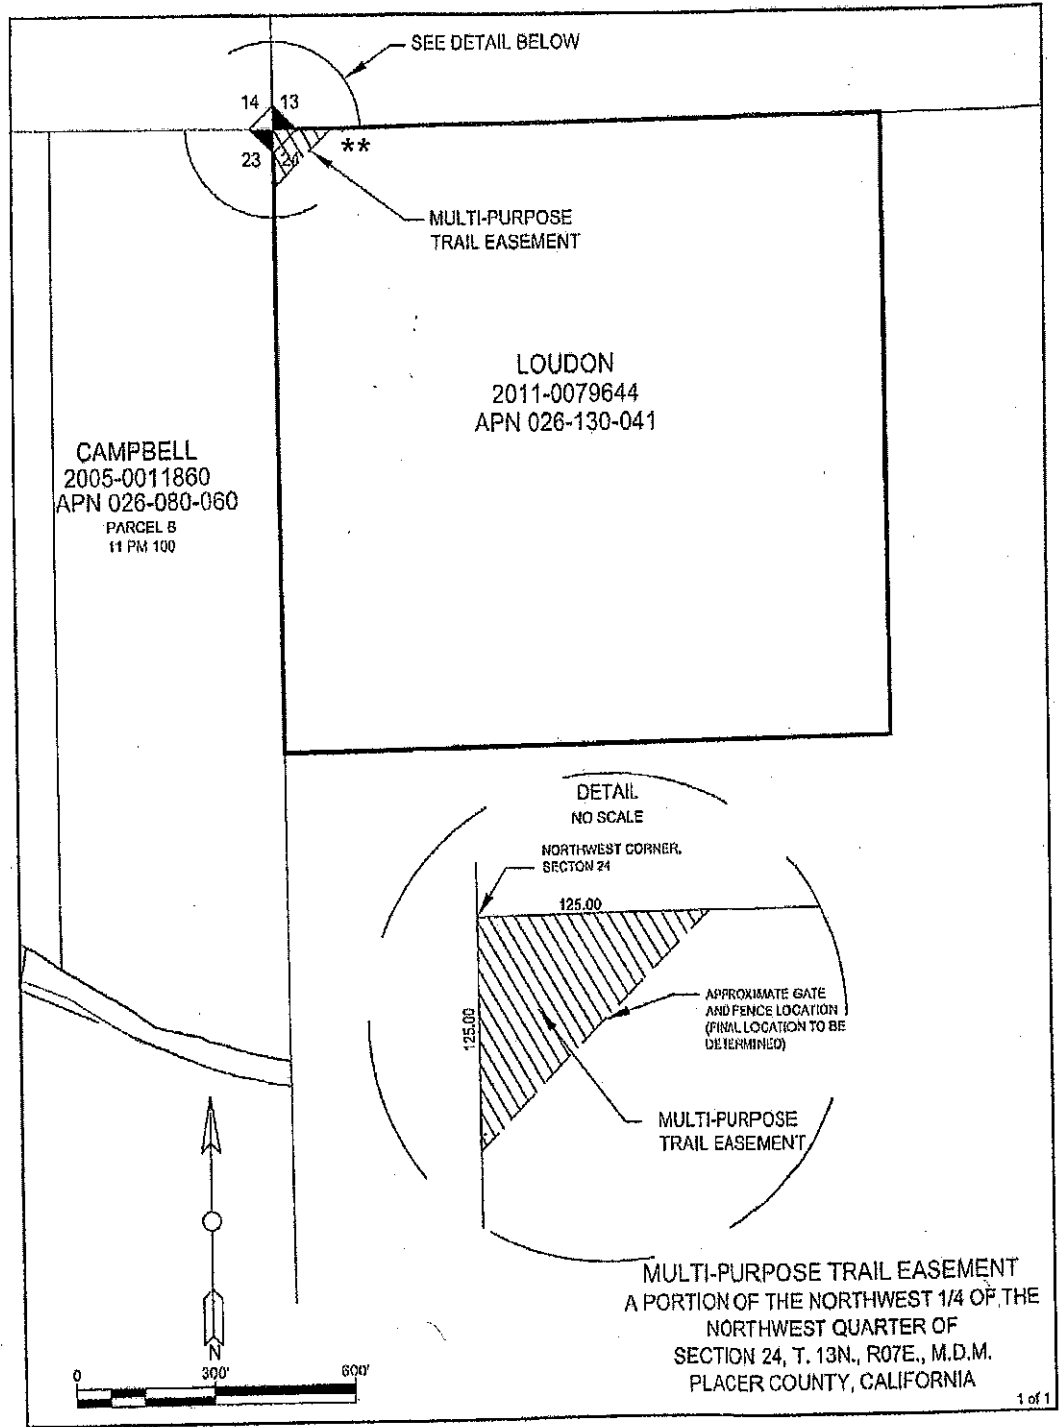 SEE DETAIL BELOW
14 13
23 24
**
MULTI-PURPOSE
TRAIL EASEMENT
LOUDON
2011-0079644
APN 026-130-041
CAMPBELL
2005-0011860
APN 026-080-060
PARCEL B
11 PM 100
DETAIL
NO SCALE
NORTHWEST CORNER,
SECTON 24
125.00
125.00
APPROXIMATE GATE
AND FENCE LOCATION
(FINAL LOCATION TO BE
DETERMINED)
MULTI-PURPOSE
TRAIL EASEMENT
N
0 300' 600'
MULTI-PURPOSE TRAIL EASEMENT
A PORTION OF THE NORTHWEST 1/4 OF THE
NORTHWEST QUARTER OF
SECTION 24, T. 13N., R07E., M.D.M.
PLACER COUNTY, CALIFORNIA
1 of 1